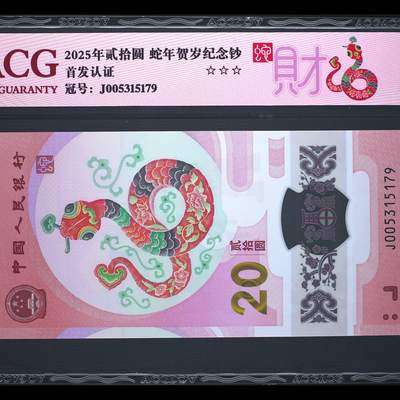 ACG
GUARANTY
2025年贰拾圆 蛇年贺岁纪念钞
首发认证 ☆☆☆
冠号: J005315179
財
中国人民银行
贰拾圆
20
J005315179